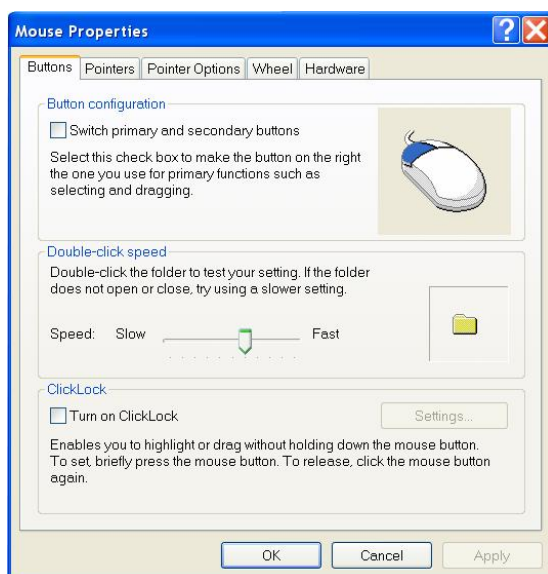 Mouse Properties
?
Buttons Pointers Pointer Options Wheel Hardware
Button configuration
Switch primary and secondary buttons
Select this check box to make the button on the right
the one you use for primary functions such as
selecting and dragging.
Double-click speed
Double-click the folder to test your setting. If the folder
does not open or close, try using a slower setting.
Speed: Slow Fast
ClickLock
Turn on ClickLock Settings...
Enables you to highlight or drag without holding down the mouse button.
To set, briefly press the mouse button. To release, click the mouse button
again.
OK Cancel Apply